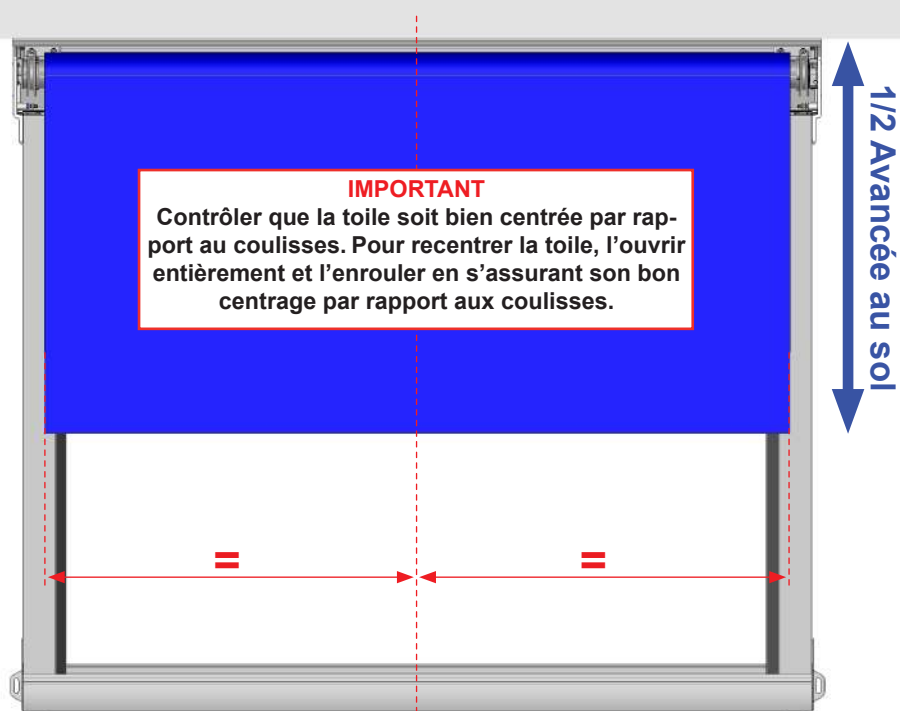 IMPORTANT
Contrôler que la toile soit bien centrée par rap-
port au coulisses. Pour recentrer la toile, l’ouvrir
entièrement et l’enrouler en s’assurant son bon
centrage par rapport aux coulisses.
1/2 Avancée au sol
= =